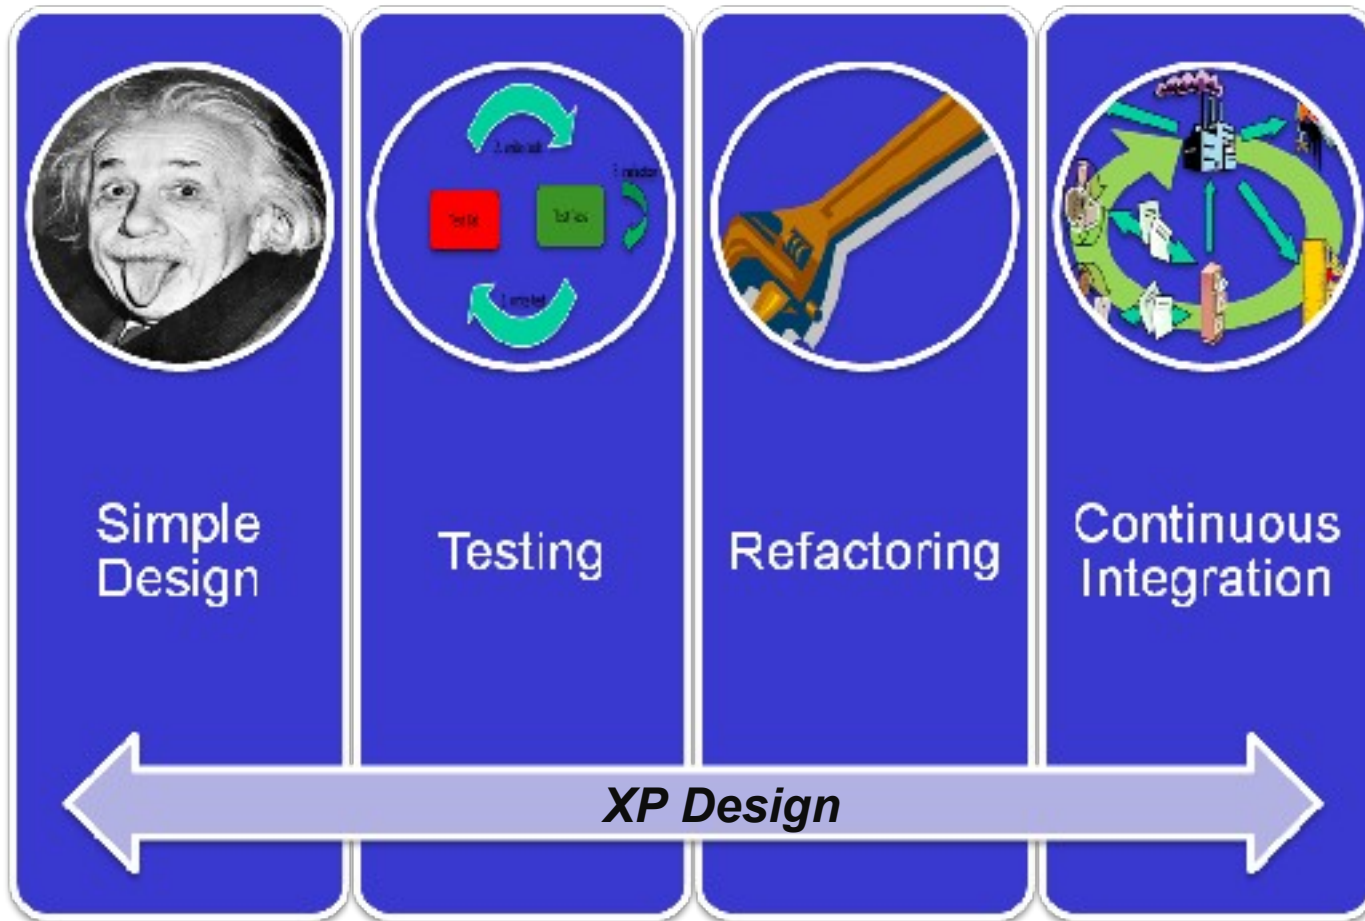 Simple
Design
Testing
Refactoring
Continuous
Integration
XP Design